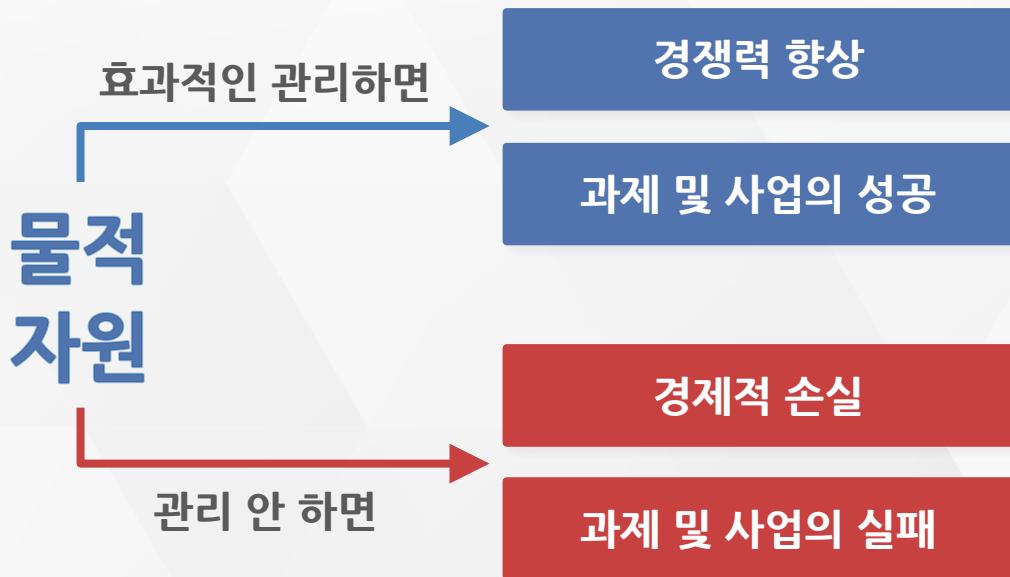 효과적인 관리하면
경쟁력 향상
과제 및 사업의 성공
물적
자원
경제적 손실
관리 안 하면
과제 및 사업의 실패